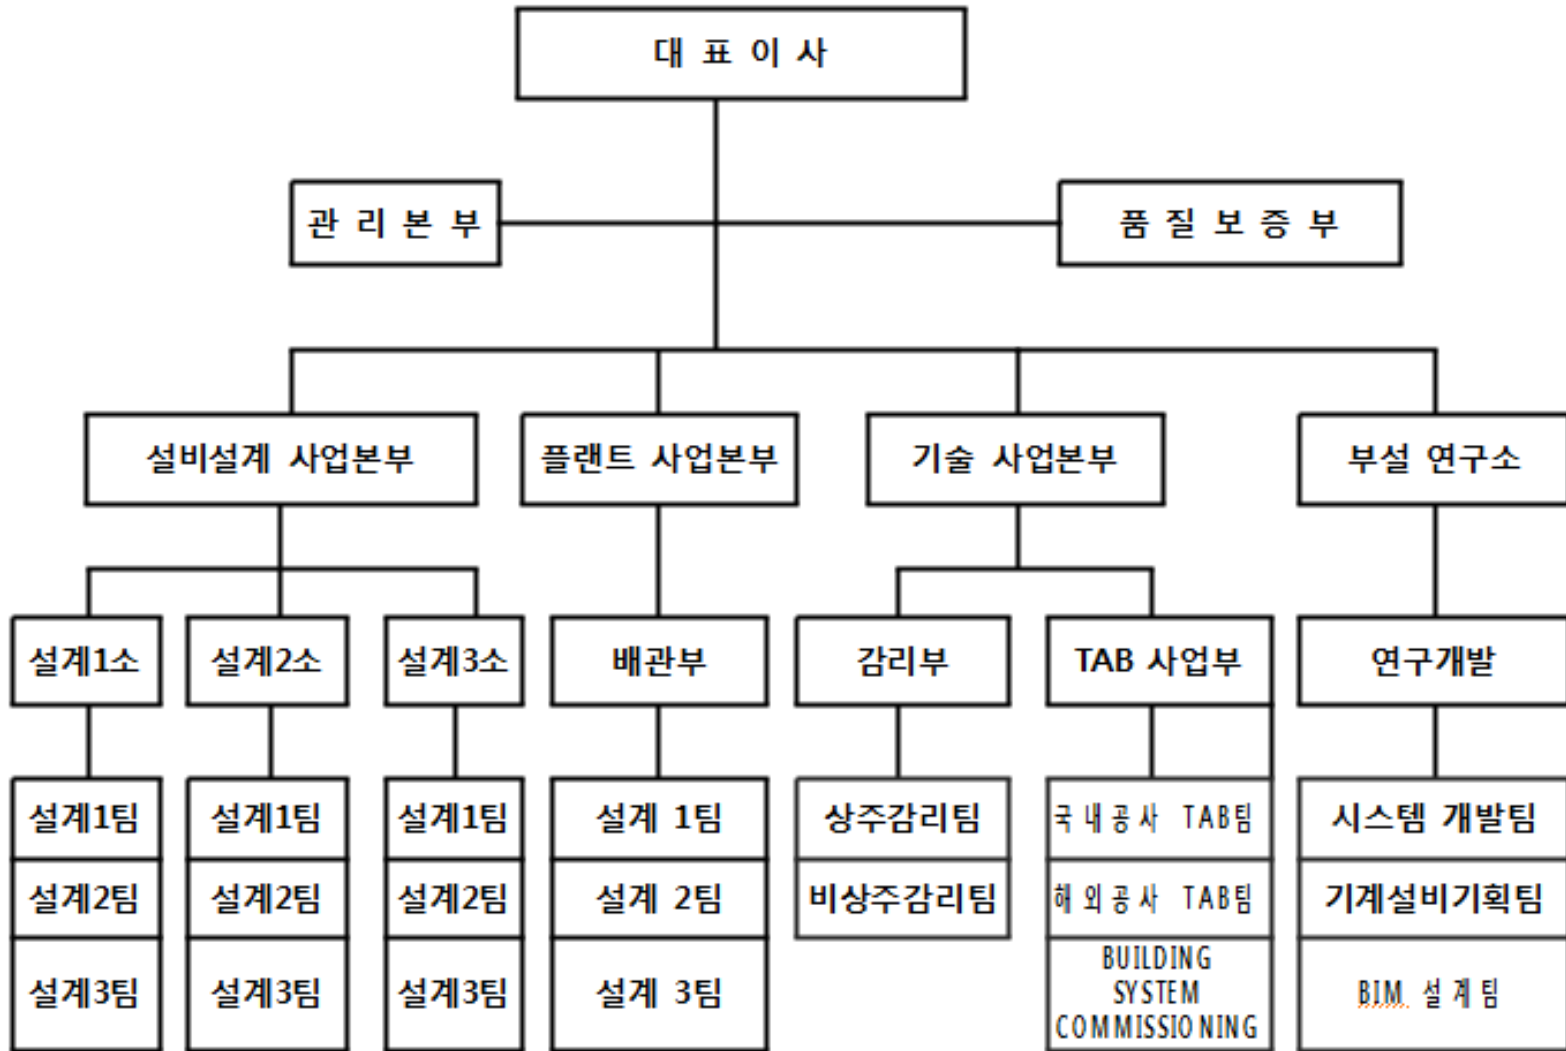 대 표 이 사
관 리 본 부
품 질 보 증 부
설비설계 사업본부
플랜트 사업본부
기술 사업본부
부설 연구소
설계1소
설계2소
설계3소
배관부
감리부
TAB 사업부
연구개발
설계1팀
설계1팀
설계1팀
설계 1팀
상주감리팀
국내공사 TAB팀
시스템 개발팀
설계2팀
설계2팀
설계2팀
설계 2팀
비상주감리팀
해외공사 TAB팀
기계설비기획팀
설계3팀
설계3팀
설계3팀
설계 3팀
BUILDING
SYSTEM
COMMISSIONING
BIM 설계팀